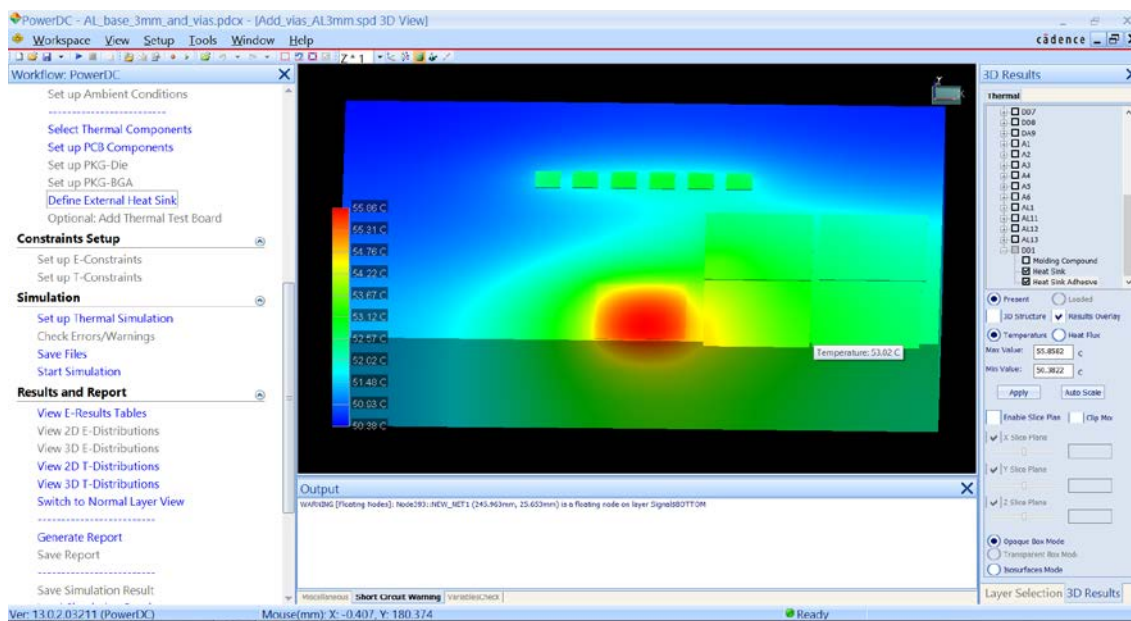 PowerDC - AL_base_3mm_and_vias.pdcx - [Add_vias_AL3mm.spd 3D View]
Workspace View Setup Tools Window Help
cādence
Z * 1
Workflow: PowerDC
Set up Ambient Conditions
Select Thermal Components
Set up PCB Components
Set up PKG-Die
Set up PKG-BGA
Define External Heat Sink
Optional: Add Thermal Test Board
Constraints Setup
Set up E-Constraints
Set up T-Constraints
Simulation
Set up Thermal Simulation
Check Errors/Warnings
Save Files
Start Simulation
Results and Report
View E-Results Tables
View 2D E-Distributions
View 3D E-Distributions
View 2D T-Distributions
View 3D T-Distributions
Switch to Normal Layer View
Generate Report
Save Report
Save Simulation Result
55.86 C
55.31 C
54.76 C
54.22 C
53.67 C
53.12 C
52.57 C
52.02 C
51.48 C
50.93 C
50.38 C
Temperature: 53.02 C
Output
WARNING [Floating Nodes]: Node283::NEW_NET1 (245.963mm, 25.653mm) is a floating node on layer Signal$BOTTOM
Miscellaneous Short Circuit Warning VariablesCheck
3D Results
Thermal
DD7
DD8
DA9
A1
A2
A3
A4
A5
A6
AL1
AL11
AL12
AL13
DD1
Molding Compound
Heat Sink
Heat Sink Adhesive
Present Loaded
3D Structure Results Overlay
Temperature Heat Flux
Max Value: 55.8582 C
Min Value: 50.3822 C
Apply Auto Scale
Enable Slice Plan Clip Mov
X Slice Plane
Y Slice Plane
Z Slice Plane
Opaque Box Mode
Transparent Box Mode
Isosurfaces Mode
Layer Selection 3D Results
Ver: 13.0.2.03211 (PowerDC) Mouse(mm): X: -0.407, Y: 180.374 Ready